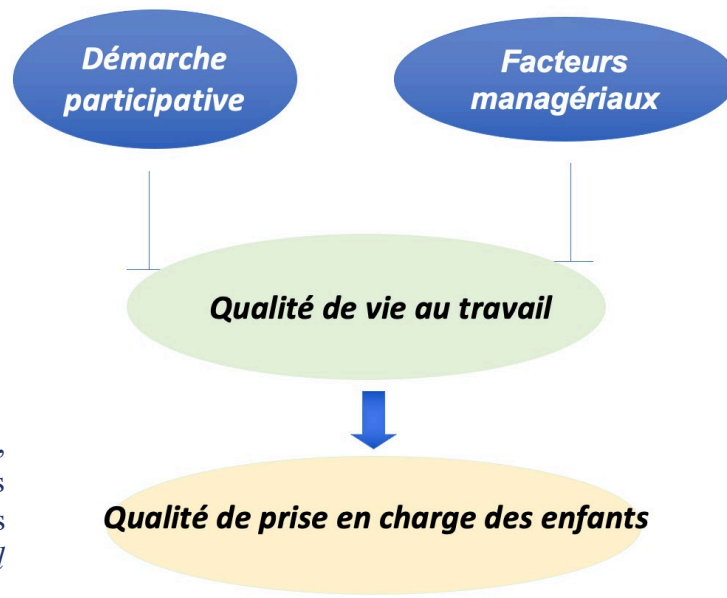 Démarche
participative
Facteurs
managériaux
Qualité de vie au travail
,
s
s
Qualité de prise en charge des enfants